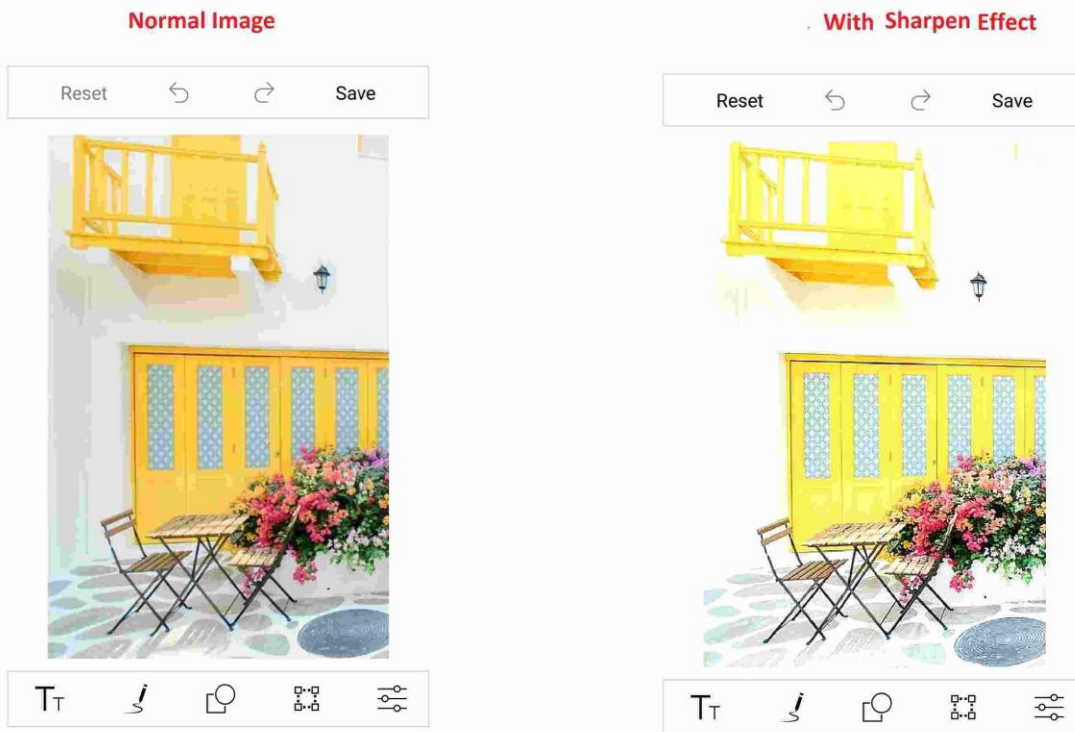 Normal Image
. With Sharpen Effect
Reset
Save
Reset
Save
TT
TT